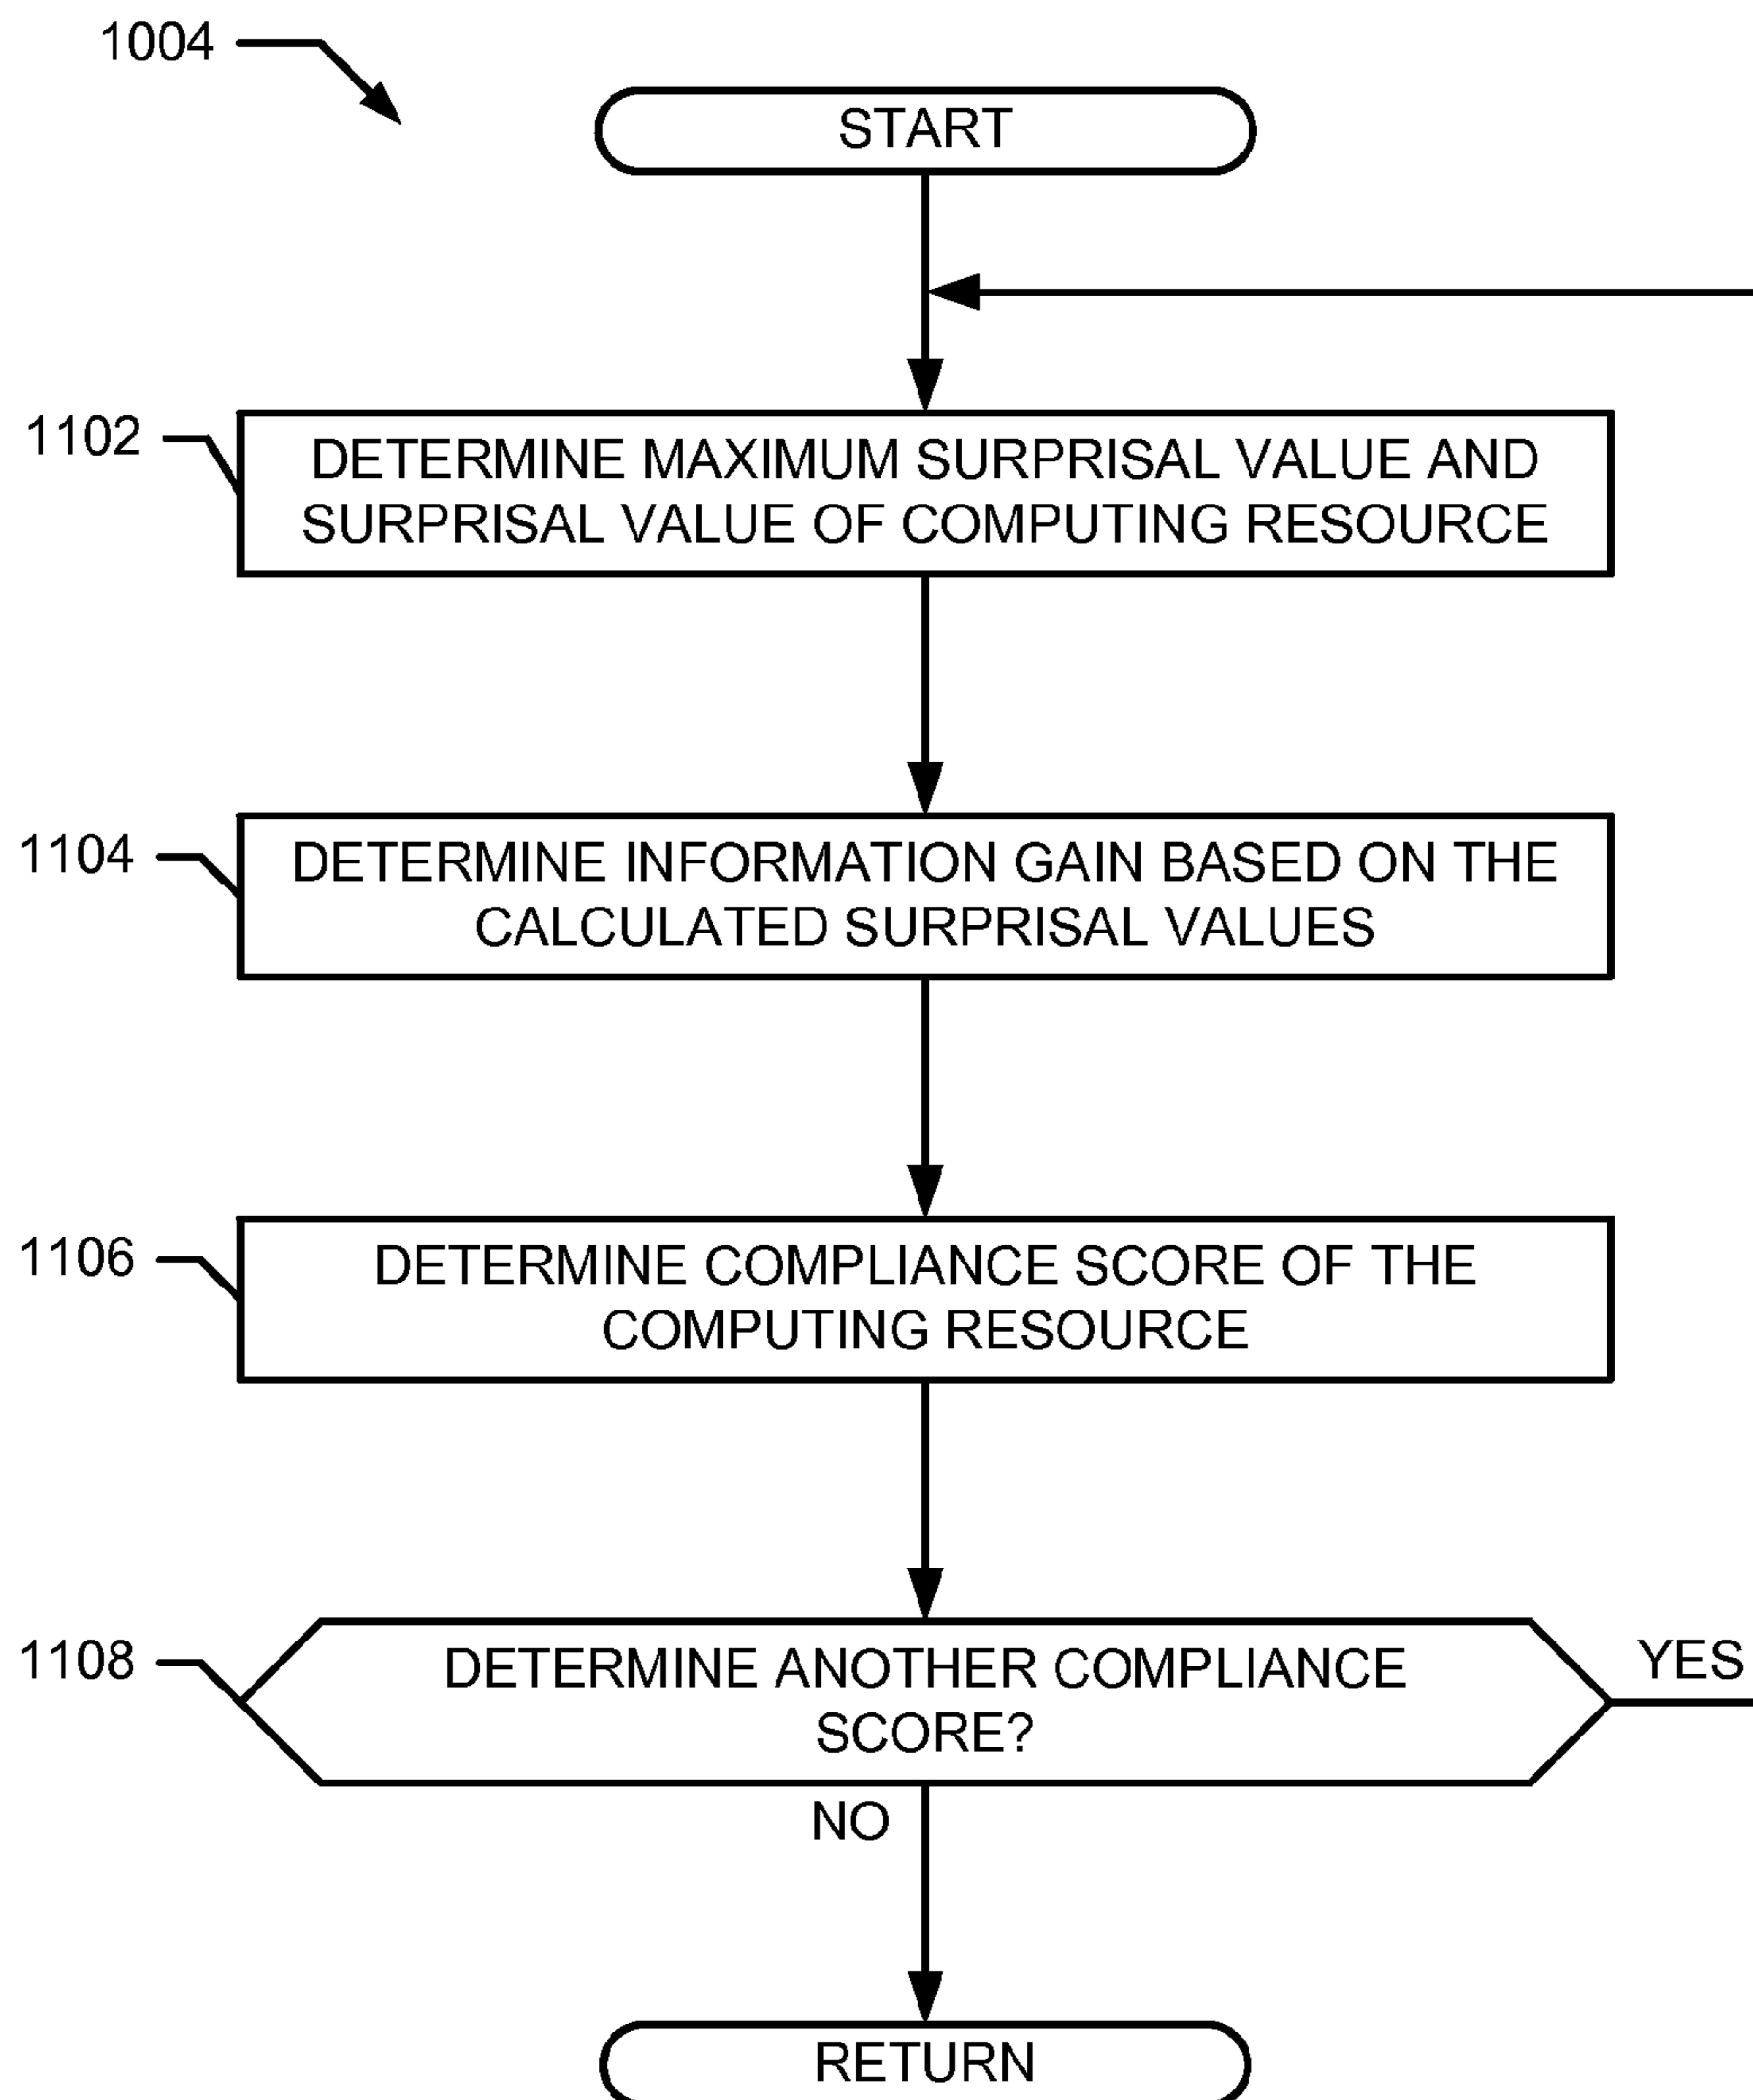 1004
START
1102
DETERMINE MAXIMUM SURPRISAL VALUE AND
SURPRISAL VALUE OF COMPUTING RESOURCE
1104
DETERMINE INFORMATION GAIN BASED ON THE
CALCULATED SURPRISAL VALUES
1106
DETERMINE COMPLIANCE SCORE OF THE
COMPUTING RESOURCE
1108
DETERMINE ANOTHER COMPLIANCE
SCORE?
YES
NO
RETURN